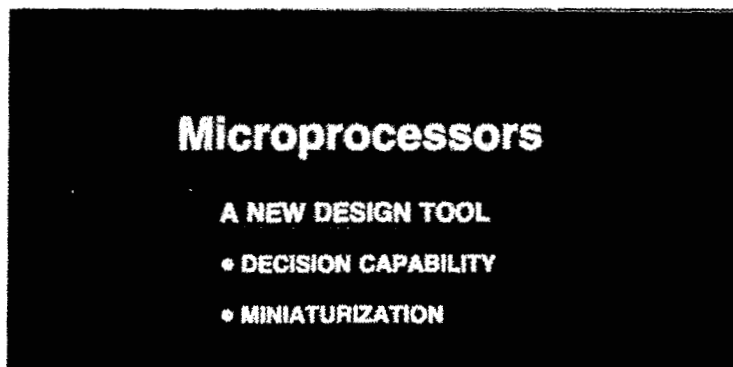 Microprocessors
A NEW DESIGN TOOL
• DECISION CAPABILITY
• MINIATURIZATION